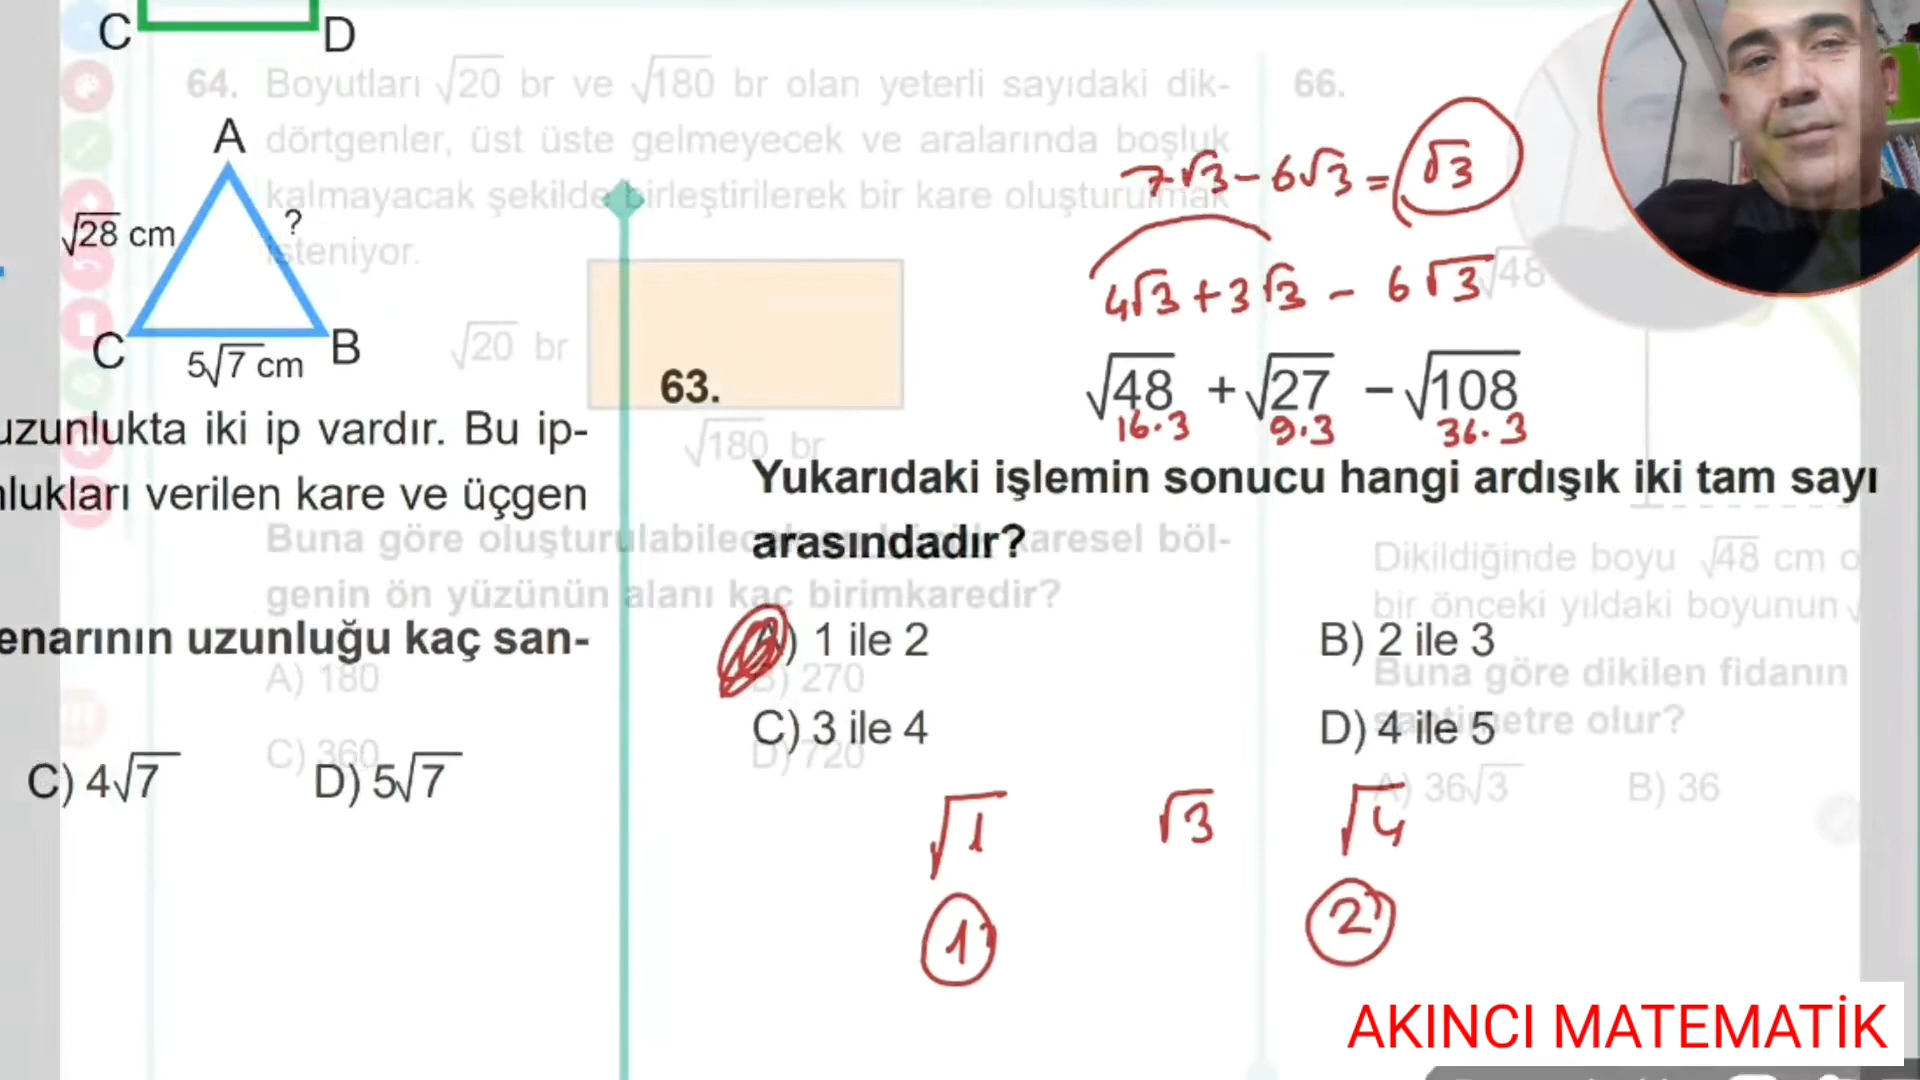 C
D
A
√28 cm
?
C
B
5√7 cm
uzunlukta iki ip vardır. Bu ip-
nlukları verilen kare ve üçgen
enarının uzunluğu kaç san-
C) 4√7
D) 5√7
64. Boyutları √20 br ve √180 br olan yeterli sayıdaki dik-
dörtgenler, üst üste gelmeyecek ve aralarında boşluk
kalmayacak şekilde birleştirilerek bir kare oluşturulmak
isteniyor.
√20 br
√180 br
Buna göre karesel böl-
genin ön yüzünün alanı kaç birimkaredir?
A) 180
B) 270
C) 360
D) 720
63.
7√3 - 6√3 = √3
4√3 + 3√3 - 6√3
√48 + √27 - √108
16.3 9.3 36.3
Yukarıdaki işlemin sonucu hangi ardışık iki tam sayı
arasındadır?
A) 1 ile 2
B) 2 ile 3
C) 3 ile 4
D) 4 ile 5
√1 √3 √4
1 2
66.
√48
Dikildiğinde boyu √48 cm o
bir önceki yıldaki boyunun √
Buna göre dikilen fidanın
santimetre olur?
A) 36√3
B) 36
AKINCI MATEMATİK